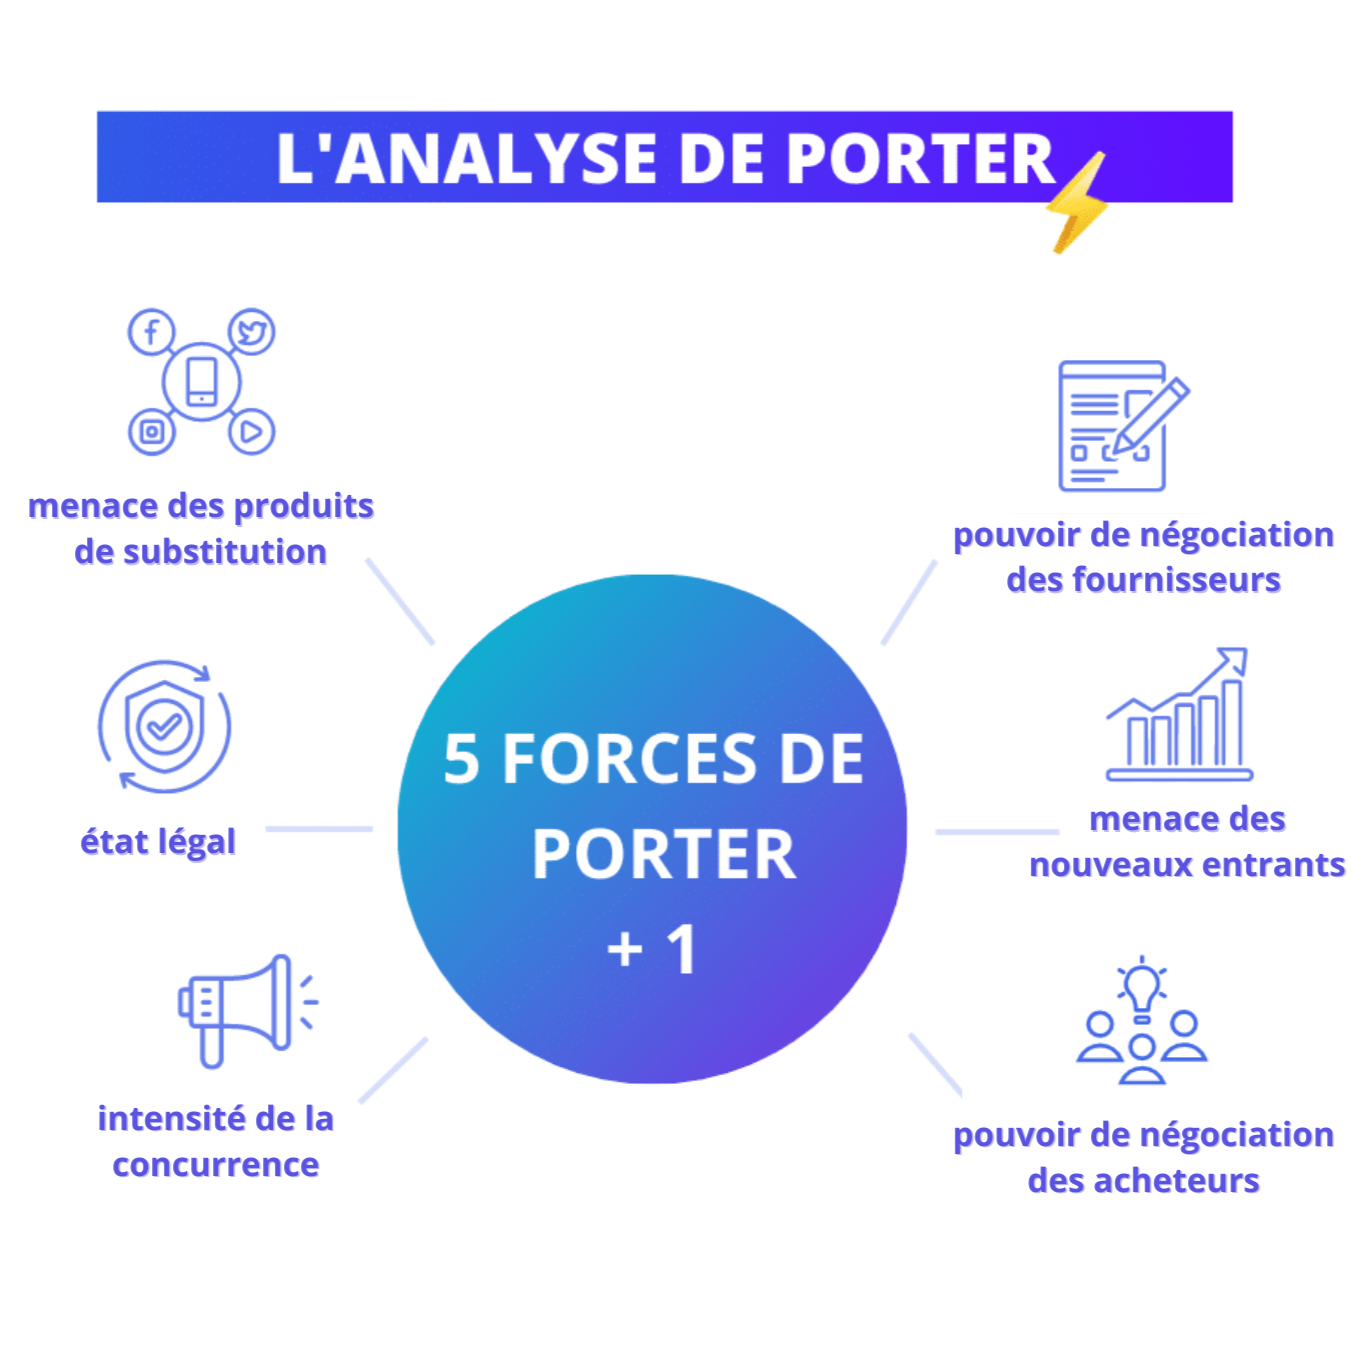 L'ANALYSE DE PORTER
menace des produits
de substitution
état légal
intensité de la
concurrence
5 FORCES DE
PORTER
+ 1
pouvoir de négociation
des fournisseurs
menace des
nouveaux entrants
pouvoir de négociation
des acheteurs